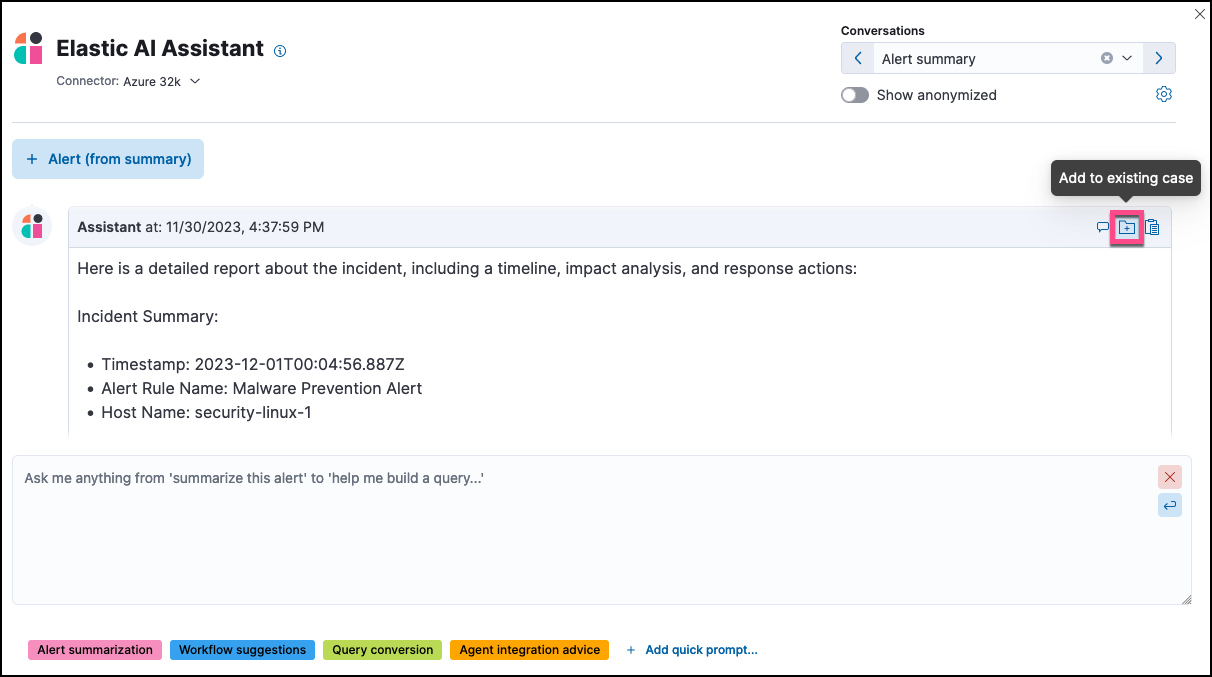 Elastic AI Assistant
Connector: Azure 32k
Conversations
Alert summary
Show anonymized
Alert (from summary)
Add to existing case
Assistant at: 11/30/2023, 4:37:59 PM
Here is a detailed report about the incident, including a timeline, impact analysis, and response actions:
Incident Summary:
• Timestamp: 2023-12-01T00:04:56.887Z
• Alert Rule Name: Malware Prevention Alert
• Host Name: security-linux-1
Ask me anything from 'summarize this alert' to 'help me build a query...'
Alert summarization Workflow suggestions Query conversion Agent integration advice + Add quick prompt...